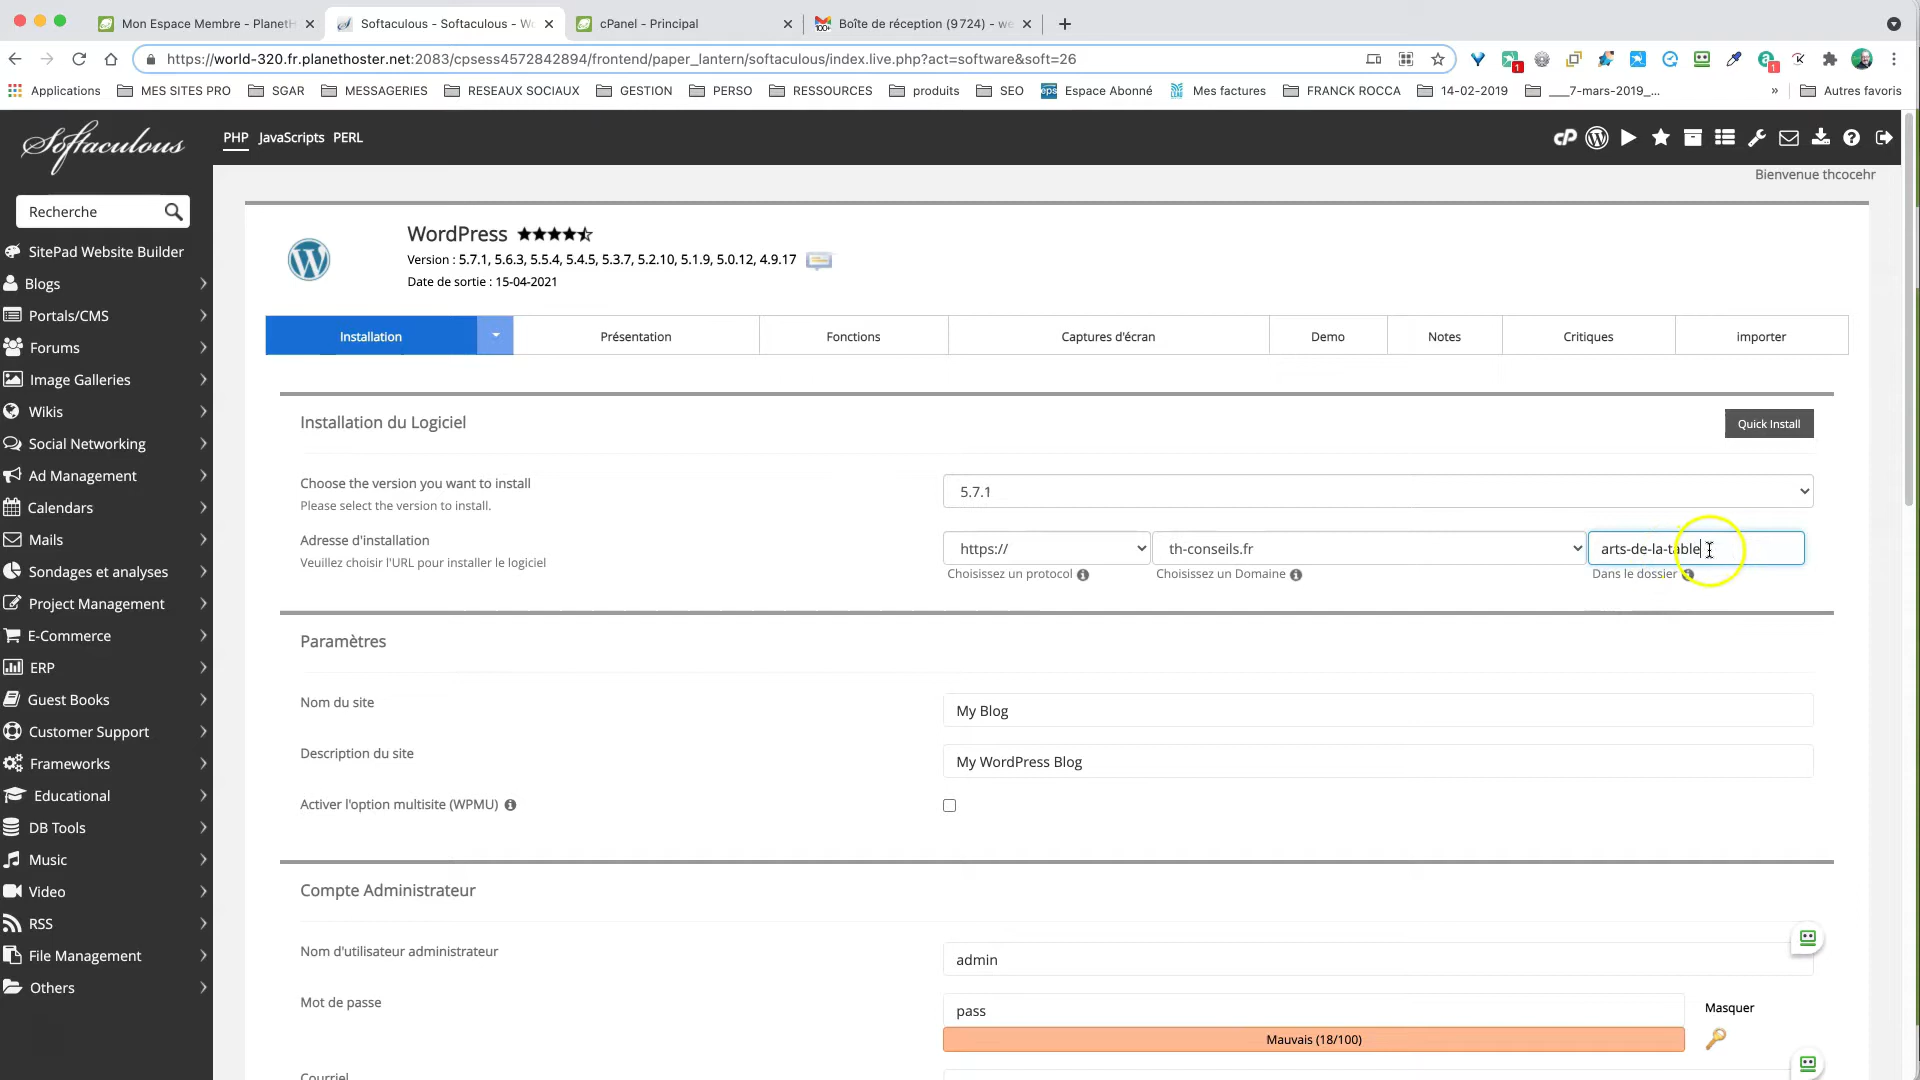 Mon Espace Membre - PlanetH
Softaculous - Softaculous - Wo
cPanel - Principal
Boîte de réception (9 724) - we
https://world-320.fr.planethoster.net:2083/cpsess4572842894/frontend/paper_lantern/softaculous/index.live.php?act=software&soft=26
Applications
MES SITES PRO
SGAR
MESSAGERIES
RESEAUX SOCIAUX
GESTION
PERSO
RESSOURCES
produits
SEO
Espace Abonné
Mes factures
FRANCK ROCCA
14-02-2019
____7-mars-2019_...
»
Autres favoris
Softaculous
PHP JavaScripts PERL
Bienvenue thcocehr
Recherche
SitePad Website Builder
Blogs
Portals/CMS
Forums
Image Galleries
Wikis
Social Networking
Ad Management
Calendars
Mails
Sondages et analyses
Project Management
E-Commerce
ERP
Guest Books
Customer Support
Frameworks
Educational
DB Tools
Music
Video
RSS
File Management
Others
WordPress
Version : 5.7.1, 5.6.3, 5.5.4, 5.4.5, 5.3.7, 5.2.10, 5.1.9, 5.0.12, 4.9.17
Date de sortie : 15-04-2021
Installation
Présentation
Fonctions
Captures d'écran
Demo
Notes
Critiques
importer
Installation du Logiciel
Quick Install
Choose the version you want to install
Please select the version to install.
5.7.1
Adresse d'installation
Veuillez choisir l'URL pour installer le logiciel
https://
th-conseils.fr
arts-de-la-table
Choisissez un protocol
Choisissez un Domaine
Dans le dossier
Paramètres
Nom du site
My Blog
Description du site
My WordPress Blog
Activer l'option multisite (WPMU)
Compte Administrateur
Nom d'utilisateur administrateur
admin
Mot de passe
pass
Masquer
Mauvais (18/100)
Courriel